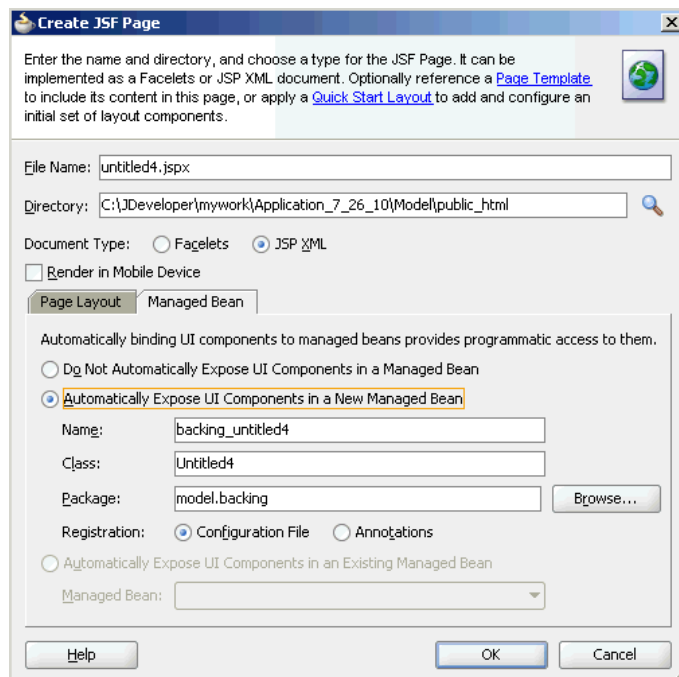 Create JSF Page
Enter the name and directory, and choose a type for the JSF Page. It can be
implemented as a Facelets or JSP XML document. Optionally reference a Page Template
to include its content in this page, or apply a Quick Start Layout to add and configure an
initial set of layout components.
File Name: untitled4.jspx
Directory: C:\JDeveloper\mywork\Application_7_26_10\Model\public_html
Document Type: Facelets JSP XML
Render in Mobile Device
Page Layout Managed Bean
Automatically binding UI components to managed beans provides programmatic access to them.
Do Not Automatically Expose UI Components in a Managed Bean
Automatically Expose UI Components in a New Managed Bean
Name: backing_untitled4
Class: Untitled4
Package: model.backing Browse...
Registration: Configuration File Annotations
Automatically Expose UI Components in an Existing Managed Bean
Managed Bean:
Help OK Cancel